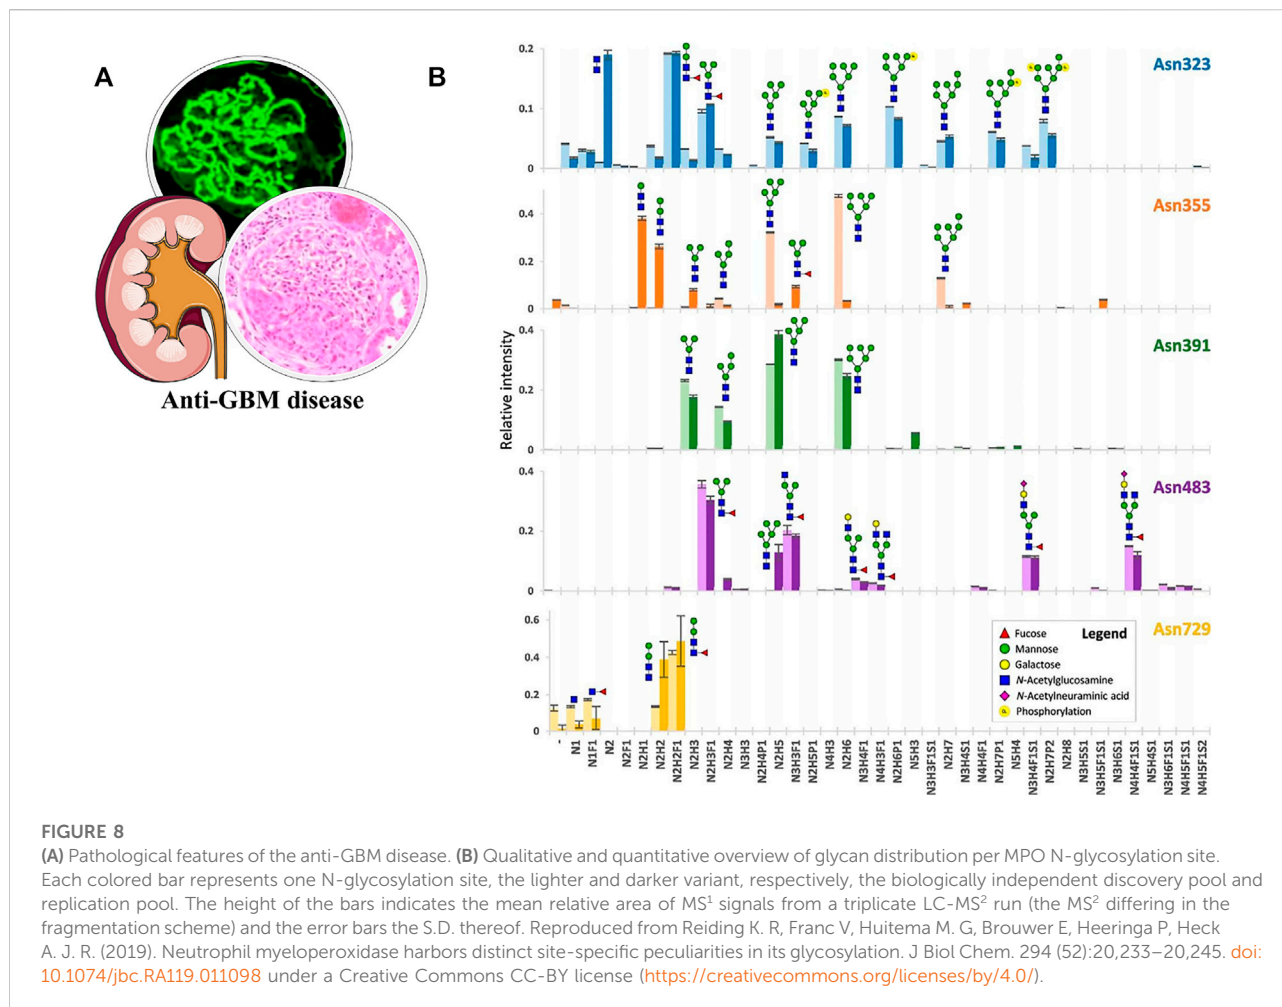 A
B
Anti-GBM disease
Relative intensity
0.2
0.1
0
Asn323
0.4
0.2
0
Asn355
0.4
0.2
0
Asn391
0.4
0.2
0
Asn483
0.6
0.4
0.2
0
Asn729
Legend
Fucose
Mannose
Galactose
N-Acetylglucosamine
N-Acetylneuraminic acid
Phosphorylation
-
N1
N1F1
N2
N2F1
N2H1
N2H2
N2H2F1
N2H3
N2H3F1
N2H4
N3H3
N2H4P1
N2H5
N3H3F1
N2H5P1
N4H3
N2H6
N3H4F1
N4H3F1
N2H6P1
N5H3
N3H3F1S1
N2H7
N3H4S1
N4H4F1
N2H7P1
N5H4
N3H4F1S1
N2H7P2
N2H8
N3H5S1
N3H5F1S1
N3H6S1
N4H4F1S1
N5H4S1
N3H6F1S1
N4H5F1S1
N4H5F1S2
FIGURE 8
(A) Pathological features of the anti-GBM disease. (B) Qualitative and quantitative overview of glycan distribution per MPO N-glycosylation site.
Each colored bar represents one N-glycosylation site, the lighter and darker variant, respectively, the biologically independent discovery pool and
replication pool. The height of the bars indicates the mean relative area of MS¹ signals from a triplicate LC-MS² run (the MS² differing in the
fragmentation scheme) and the error bars the S.D. thereof. Reproduced from Reiding K. R, Franc V, Huitema M. G, Brouwer E, Heeringa P, Heck
A. J. R. (2019). Neutrophil myeloperoxidase harbors distinct site-specific peculiarities in its glycosylation. J Biol Chem. 294 (52):20,233–20,245. doi:
10.1074/jbc.RA119.011098 under a Creative Commons CC-BY license (https://creativecommons.org/licenses/by/4.0/).